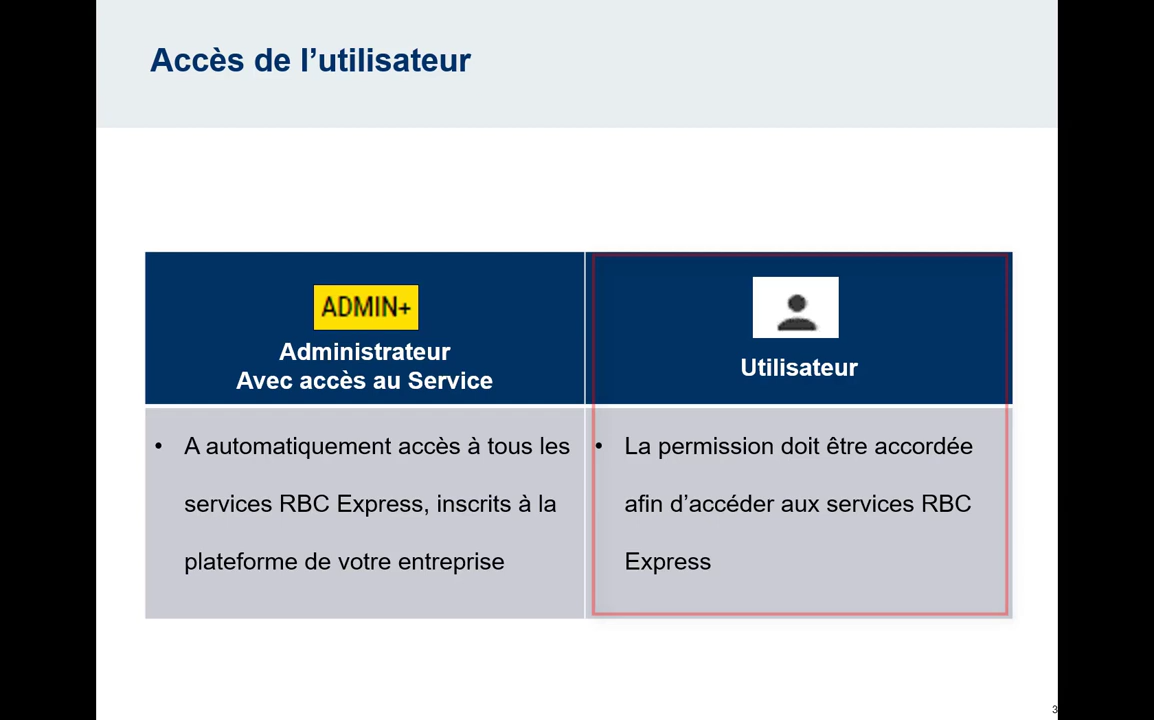 Accès de l’utilisateur
ADMIN+
Administrateur
Avec accès au Service
Utilisateur
• A automatiquement accès à tous les
services RBC Express, inscrits à la
plateforme de votre entreprise
• La permission doit être accordée
afin d’accéder aux services RBC
Express
3